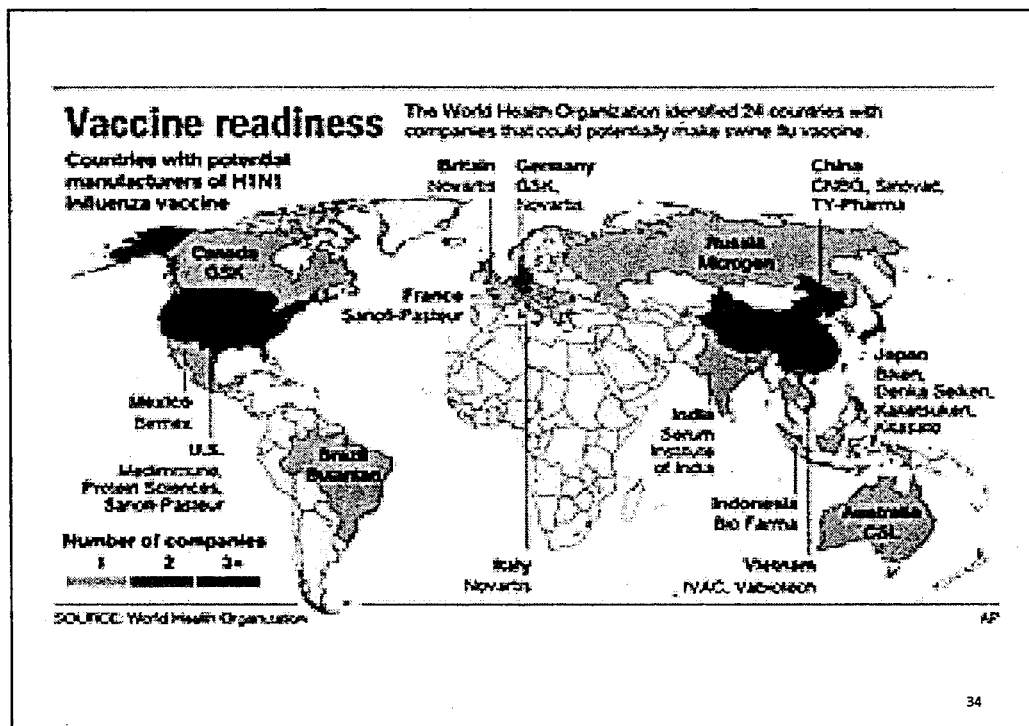 Vaccine readiness
The World Health Organization identified 24 countries with
companies that could potentially make swine flu vaccine.
Countries with potential
manufacturers of H1N1
influenza vaccine
Britain
Novartis
Germany
GSK,
Novartis
China
CNBG, Sinovac,
TY-Pharma
Canada
GSK
Russia
Microgen
France
Sanofi-Pasteur
Japan
Biken,
Denka Seiken,
Kaketsuken,
Kitasato
Mexico
Birmex
U.S.
MedImmune,
Protein Sciences,
Sanofi-Pasteur
Brazil
Butantan
India
Serum
Institute
of India
Indonesia
Bio Farma
Australia
CSL
Number of companies
1 2 3+
Italy
Novartis
Vietnam
IVAC, Vabiotech
SOURCE: World Health Organization
AP
34